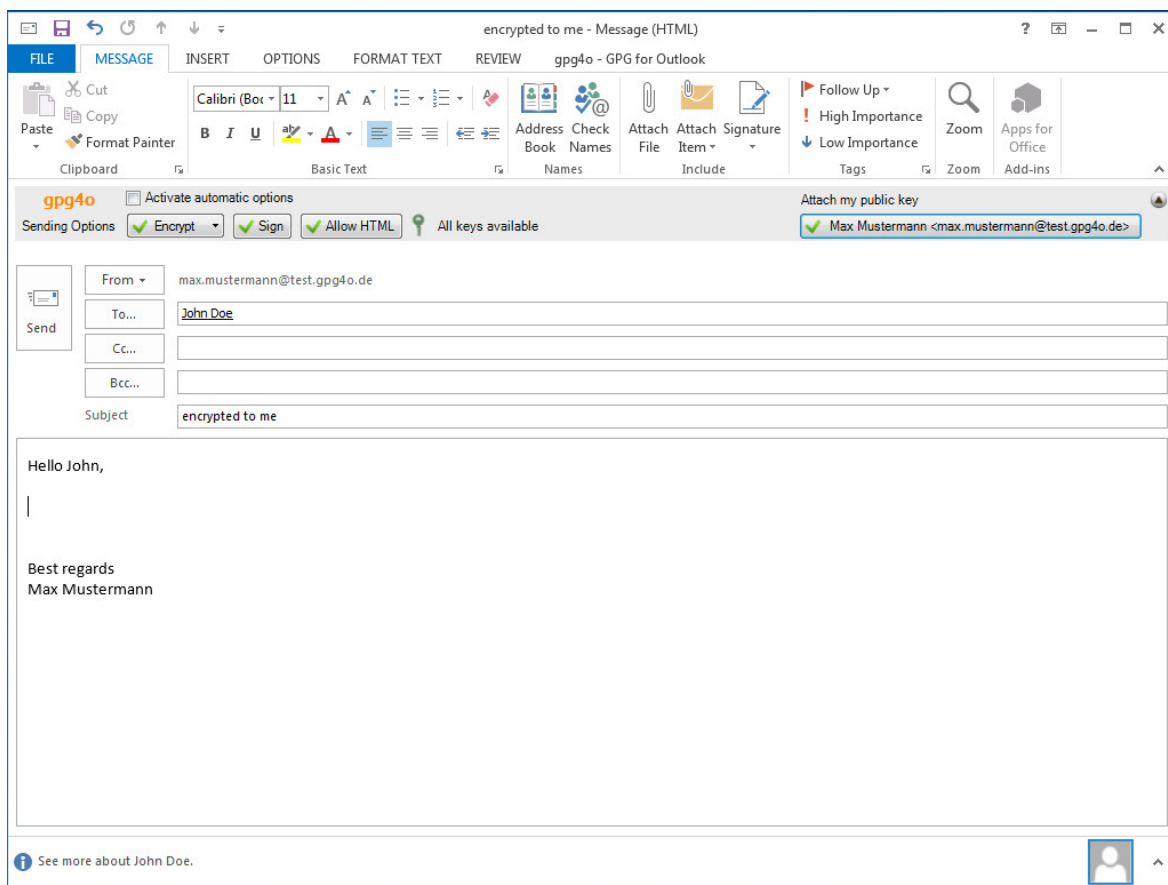 encrypted to me - Message (HTML)
?
FILE MESSAGE INSERT OPTIONS FORMAT TEXT REVIEW gpg4o - GPG for Outlook
Paste
Cut
Copy
Format Painter
Clipboard
Calibri (Boc 11 A A
B I U aby A
Basic Text
Address Book
Check Names
@
Names
Attach File
Attach Item
Signature
Include
Follow Up
! High Importance
Low Importance
Tags
Zoom
Zoom
Apps for Office
Add-ins
gpg4o Activate automatic options
Attach my public key
Sending Options Encrypt Sign Allow HTML All keys available
Max Mustermann <max.mustermann@test.gpg4o.de>
Send
From max.mustermann@test.gpg4o.de
To... John Doe
Cc...
Bcc...
Subject encrypted to me
Hello John,
Best regards
Max Mustermann
See more about John Doe.